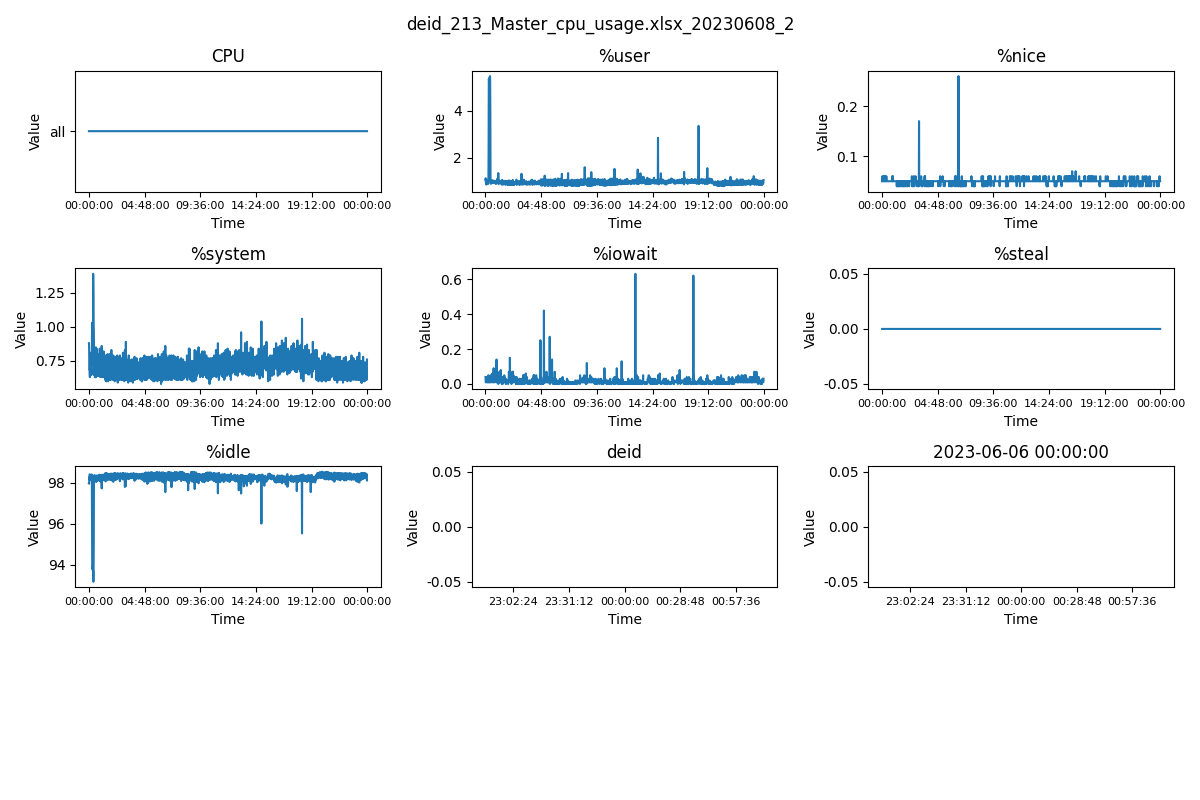 deid_213_Master_cpu_usage.xlsx_20230608_2
CPU
%user
%nice
Value
all
00:00:00 04:48:00 09:36:00 14:24:00 19:12:00 00:00:00
Time
Value
4
2
00:00:00 04:48:00 09:36:00 14:24:00 19:12:00 00:00:00
Time
Value
0.2
0.1
00:00:00 04:48:00 09:36:00 14:24:00 19:12:00 00:00:00
Time
%system
%iowait
%steal
Value
1.25
1.00
0.75
00:00:00 04:48:00 09:36:00 14:24:00 19:12:00 00:00:00
Time
Value
0.6
0.4
0.2
0.0
00:00:00 04:48:00 09:36:00 14:24:00 19:12:00 00:00:00
Time
Value
0.05
0.00
-0.05
00:00:00 04:48:00 09:36:00 14:24:00 19:12:00 00:00:00
Time
%idle
deid
2023-06-06 00:00:00
Value
98
96
94
00:00:00 04:48:00 09:36:00 14:24:00 19:12:00 00:00:00
Time
Value
0.05
0.00
-0.05
23:02:24 23:31:12 00:00:00 00:28:48 00:57:36
Time
Value
0.05
0.00
-0.05
23:02:24 23:31:12 00:00:00 00:28:48 00:57:36
Time